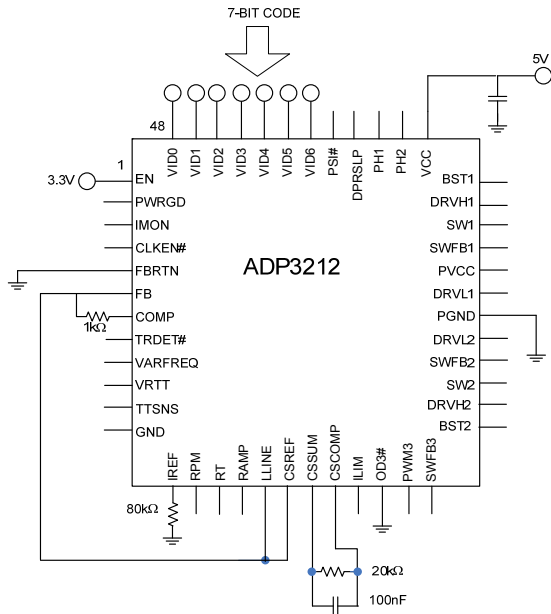 7-BIT CODE
5V
48
VID0
VID1
VID2
VID3
VID4
VID5
VID6
PSI#
DPRSLP
PH1
PH2
VCC
1
3.3V
EN
PWRGD
IMON
CLKEN#
FBRTN
FB
COMP
1kΩ
TRDET#
VARFREQ
VRTT
TTSNS
GND
ADP3212
BST1
DRVH1
SW1
SWFB1
PVCC
DRVL1
PGND
DRVL2
SWFB2
SW2
DRVH2
BST2
IREF
RPM
RT
RAMP
LLINE
CSREF
CSSUM
CSCOMP
ILIM
OD3#
PWM3
SWFB3
80kΩ
20kΩ
100nF